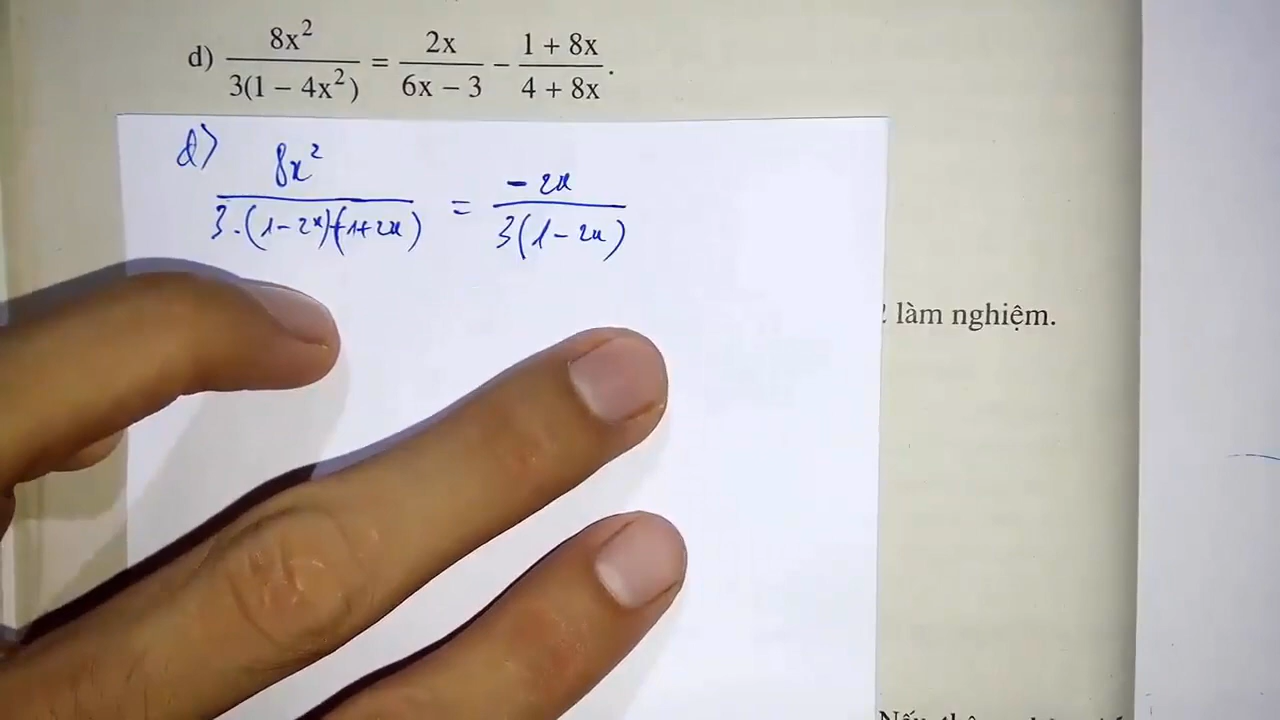 d) 8x² / 3(1 − 4x²) = 2x / 6x − 3 − 1 + 8x / 4 + 8x .
d) 8x² / 3.(1−2x)(1+2x) = −2x / 3(1−2x)
làm nghiệm.